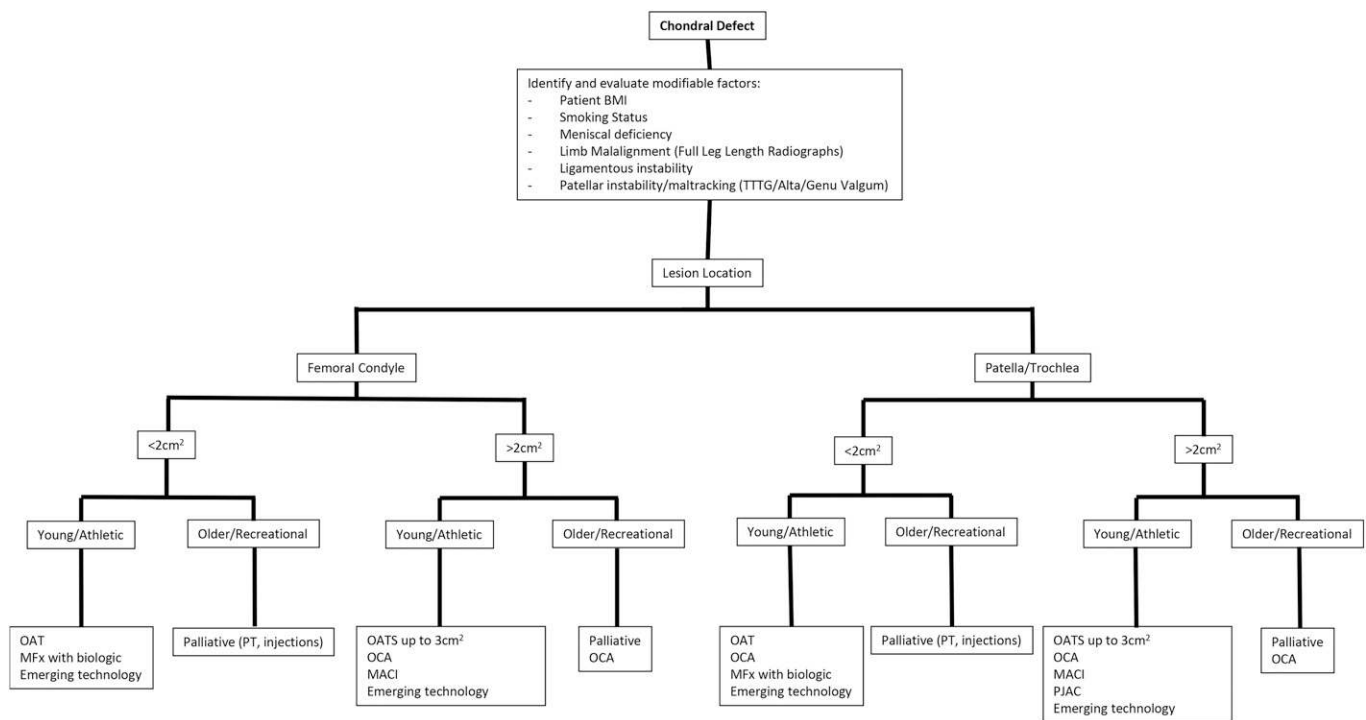 Chondral Defect
Identify and evaluate modifiable factors:
- Patient BMI
- Smoking Status
- Meniscal deficiency
- Limb Malalignment (Full Leg Length Radiographs)
- Ligamentous instability
- Patellar instability/maltracking (TTTG/Alta/Genu Valgum)
Lesion Location
Femoral Condyle
Patella/Trochlea
<2cm²
>2cm²
<2cm²
>2cm²
Young/Athletic
Older/Recreational
Young/Athletic
Older/Recreational
Young/Athletic
Older/Recreational
Young/Athletic
Older/Recreational
OAT
MFx with biologic
Emerging technology
Palliative (PT, injections)
OATS up to 3cm²
OCA
MACI
Emerging technology
Palliative
OCA
OAT
OCA
MFx with biologic
Emerging technology
Palliative (PT, injections)
OATS up to 3cm²
OCA
MACI
PJAC
Emerging technology
Palliative
OCA